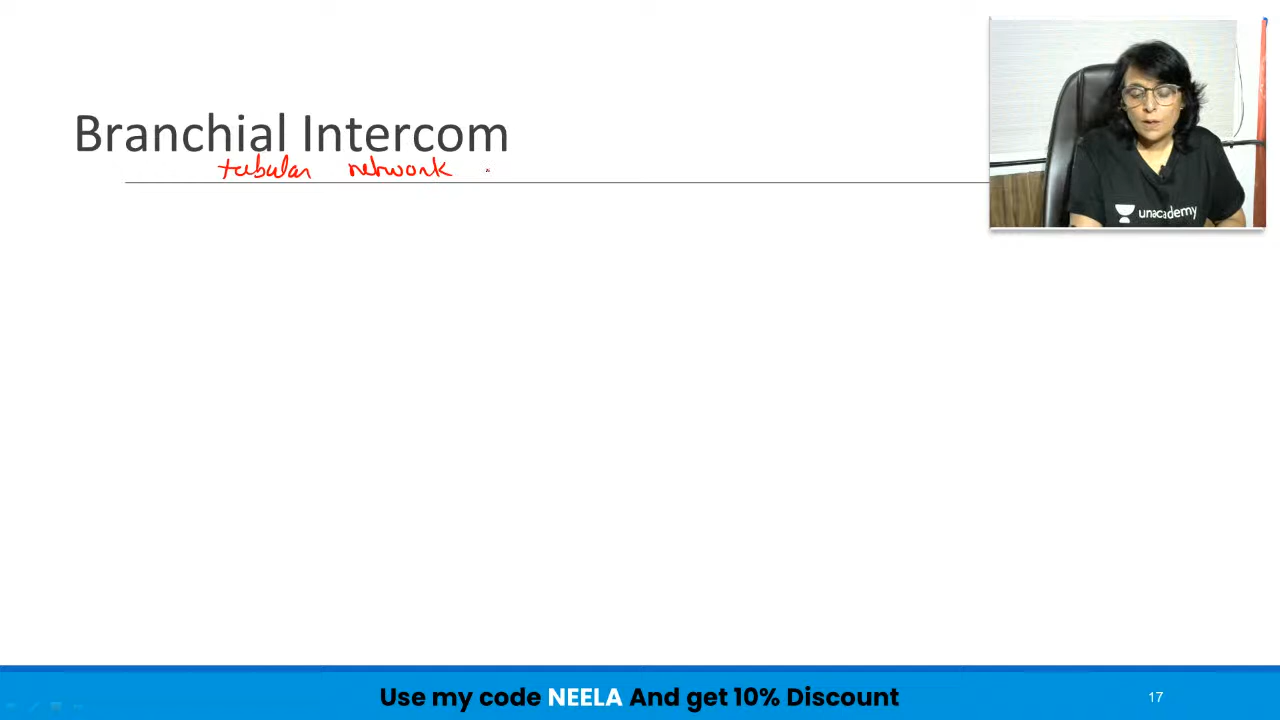 Branchial Intercom
tubular network
unacademy
Use my code NEELA And get 10% Discount
17